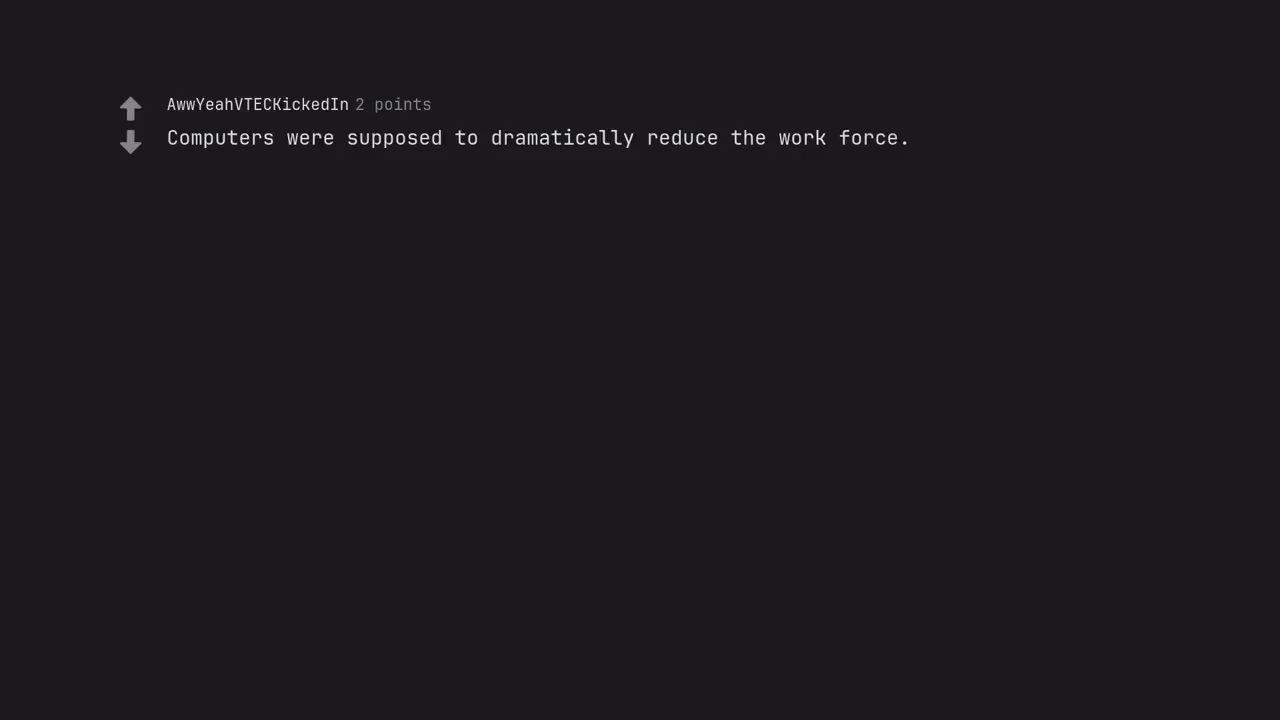 AwwYeahVTECKickedIn 2 points
Computers were supposed to dramatically reduce the work force.